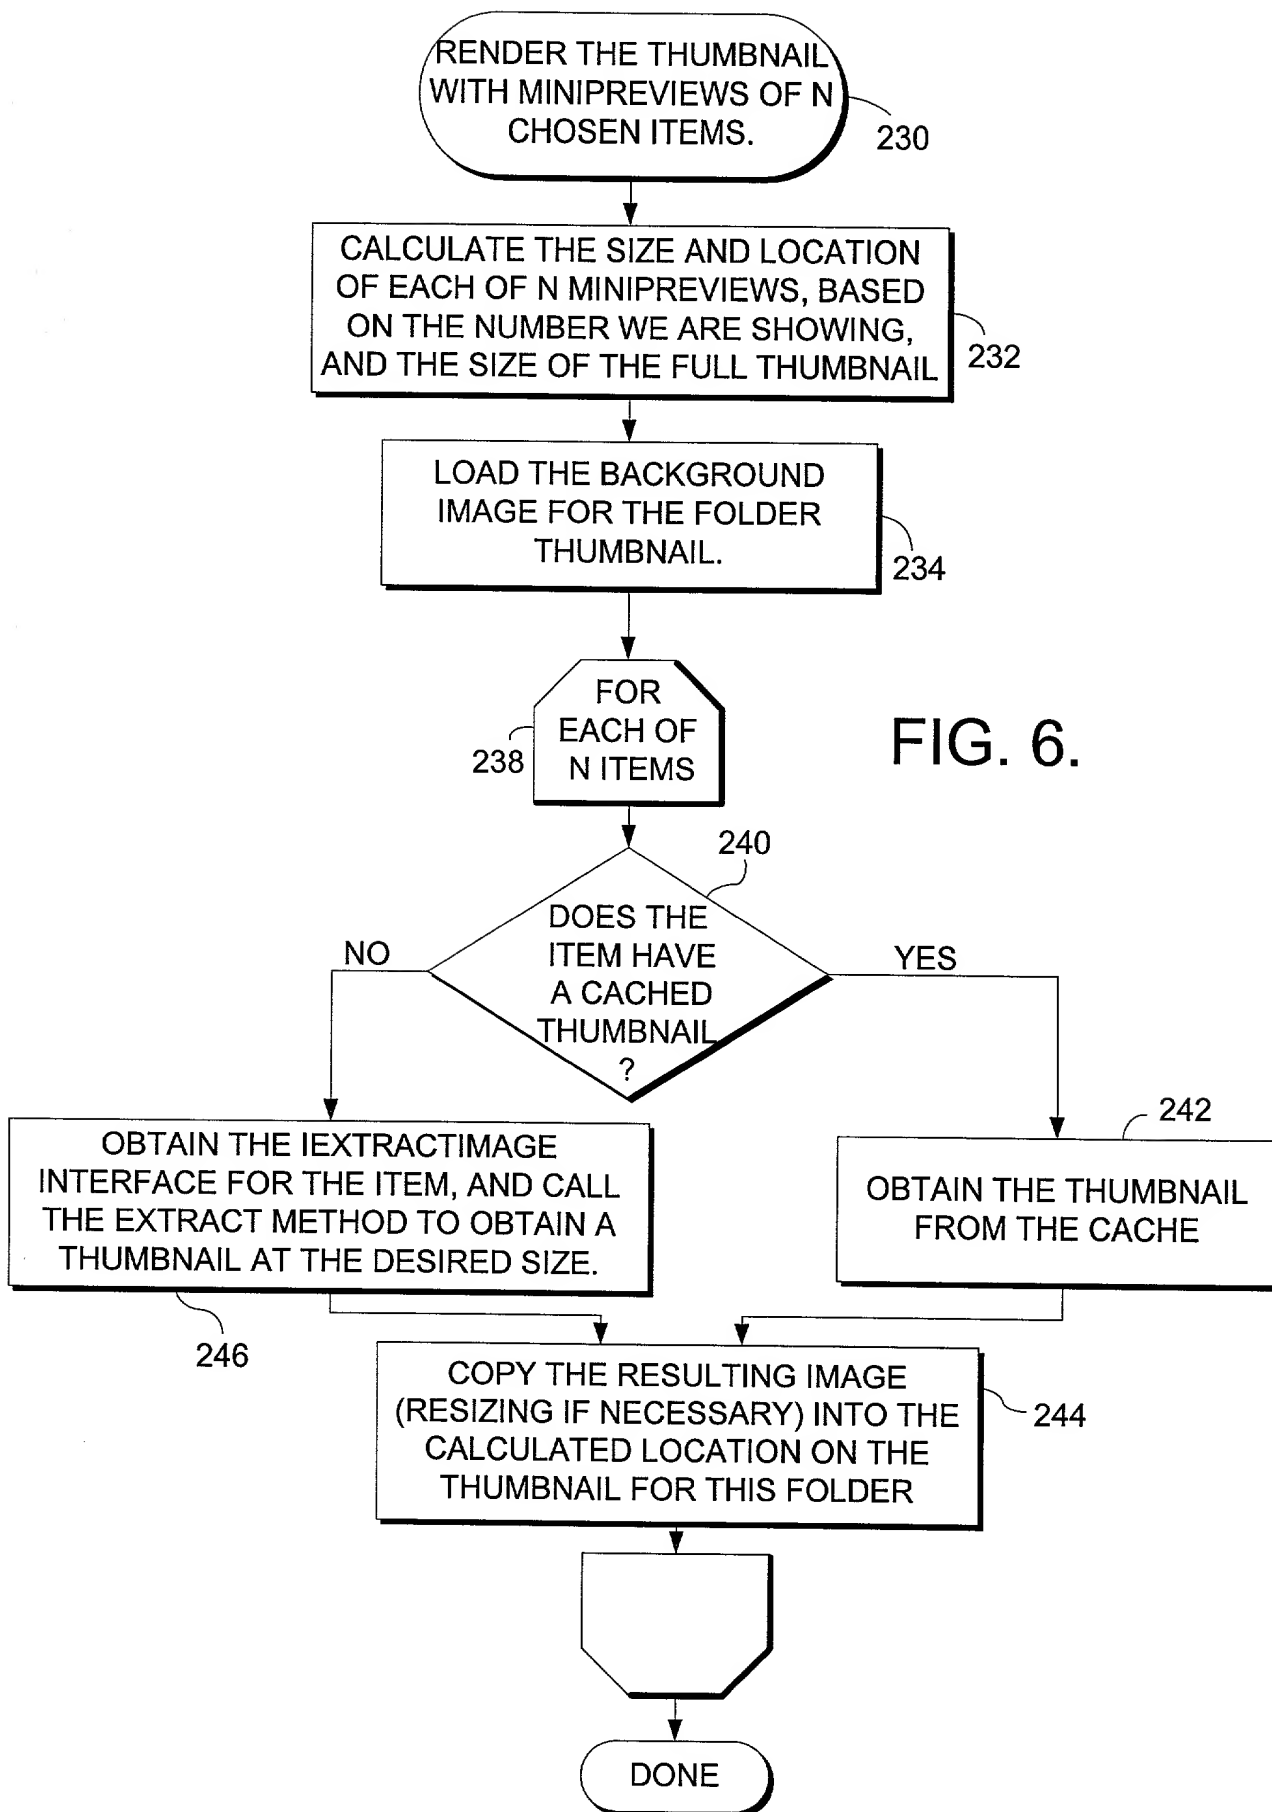 RENDER THE THUMBNAIL
WITH MINIPREVIEWS OF N
CHOSEN ITEMS.
230
CALCULATE THE SIZE AND LOCATION
OF EACH OF N MINIPREVIEWS, BASED
ON THE NUMBER WE ARE SHOWING,
AND THE SIZE OF THE FULL THUMBNAIL
232
LOAD THE BACKGROUND
IMAGE FOR THE FOLDER
THUMBNAIL.
234
FOR
EACH OF
N ITEMS
238
FIG. 6.
240
DOES THE
ITEM HAVE
A CACHED
THUMBNAIL
?
NO
YES
OBTAIN THE IEXTRACTIMAGE
INTERFACE FOR THE ITEM, AND CALL
THE EXTRACT METHOD TO OBTAIN A
THUMBNAIL AT THE DESIRED SIZE.
246
242
OBTAIN THE THUMBNAIL
FROM THE CACHE
COPY THE RESULTING IMAGE
(RESIZING IF NECESSARY) INTO THE
CALCULATED LOCATION ON THE
THUMBNAIL FOR THIS FOLDER
244
DONE